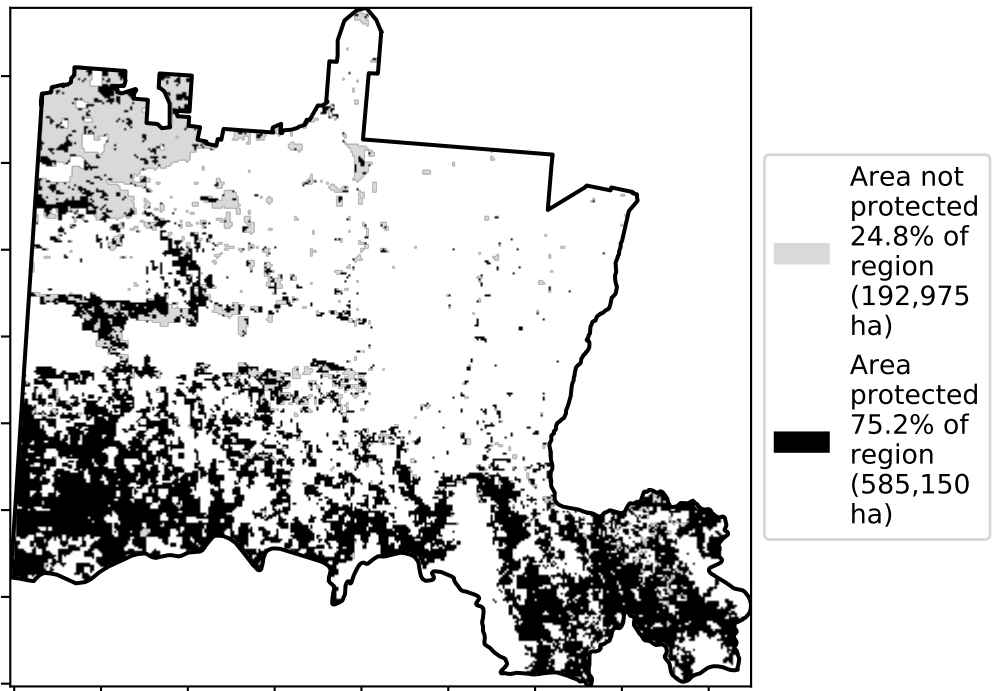 Area not
protected
24.8% of
region
(192,975
ha)
Area
protected
75.2% of
region
(585,150
ha)